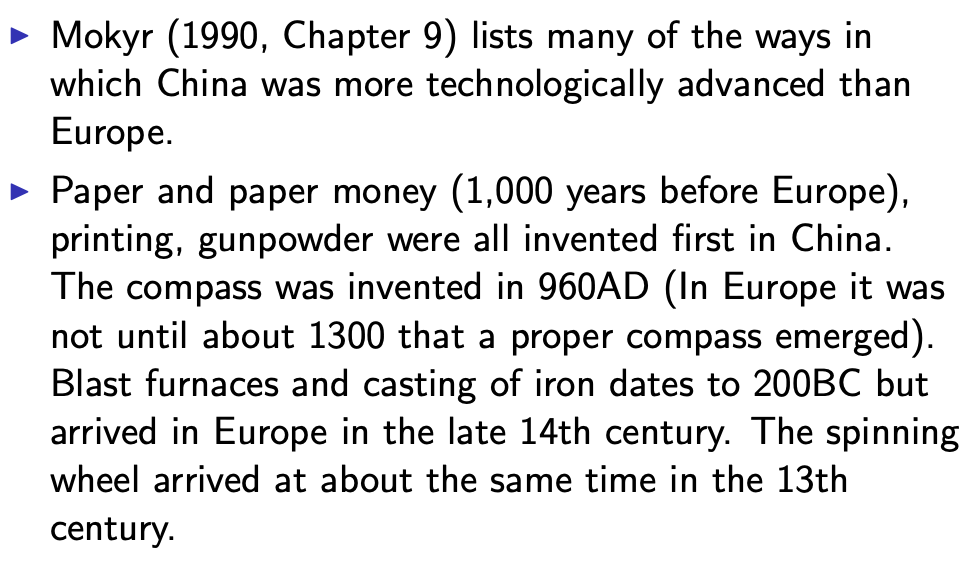 ▶ Mokyr (1990, Chapter 9) lists many of the ways in
which China was more technologically advanced than
Europe.
▶ Paper and paper money (1,000 years before Europe),
printing, gunpowder were all invented first in China.
The compass was invented in 960AD (In Europe it was
not until about 1300 that a proper compass emerged).
Blast furnaces and casting of iron dates to 200BC but
arrived in Europe in the late 14th century. The spinning
wheel arrived at about the same time in the 13th
century.